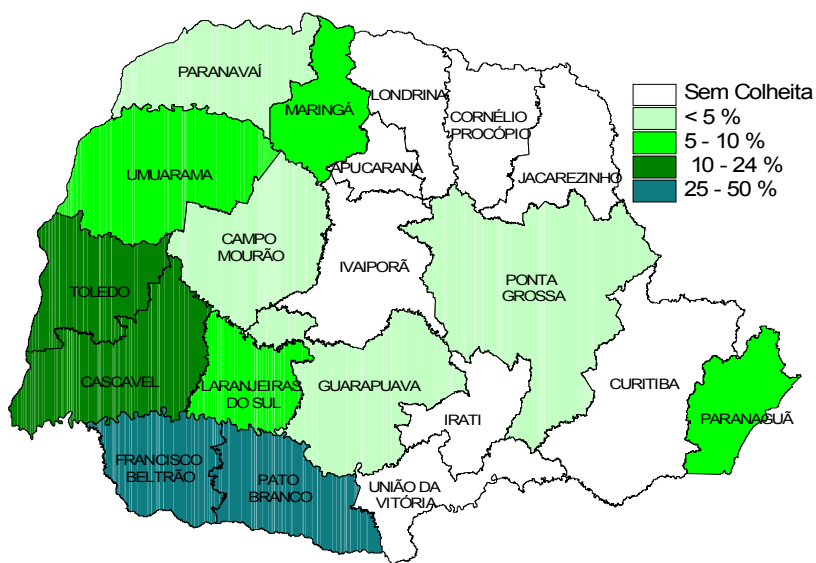 PARANAVAÍ
MARINGÁ
LONDRINA
CORNÉLIO
PROCÓPIO
JACAREZINHO
APUCARANA
UMUARAMA
CAMPO
MOURÃO
IVAIPORÃ
PONTA
GROSSA
TOLEDO
CASCAVEL
LARANJEIRAS
DO SUL
GUARAPUAVA
IRATI
CURITIBA
PARANAGUÃ
FRANCISCO
BELTRÃO
PATO
BRANCO
UNIÃO DA
VITÓRIA
Sem Colheita
< 5 %
5 - 10 %
10 - 24 %
25 - 50 %